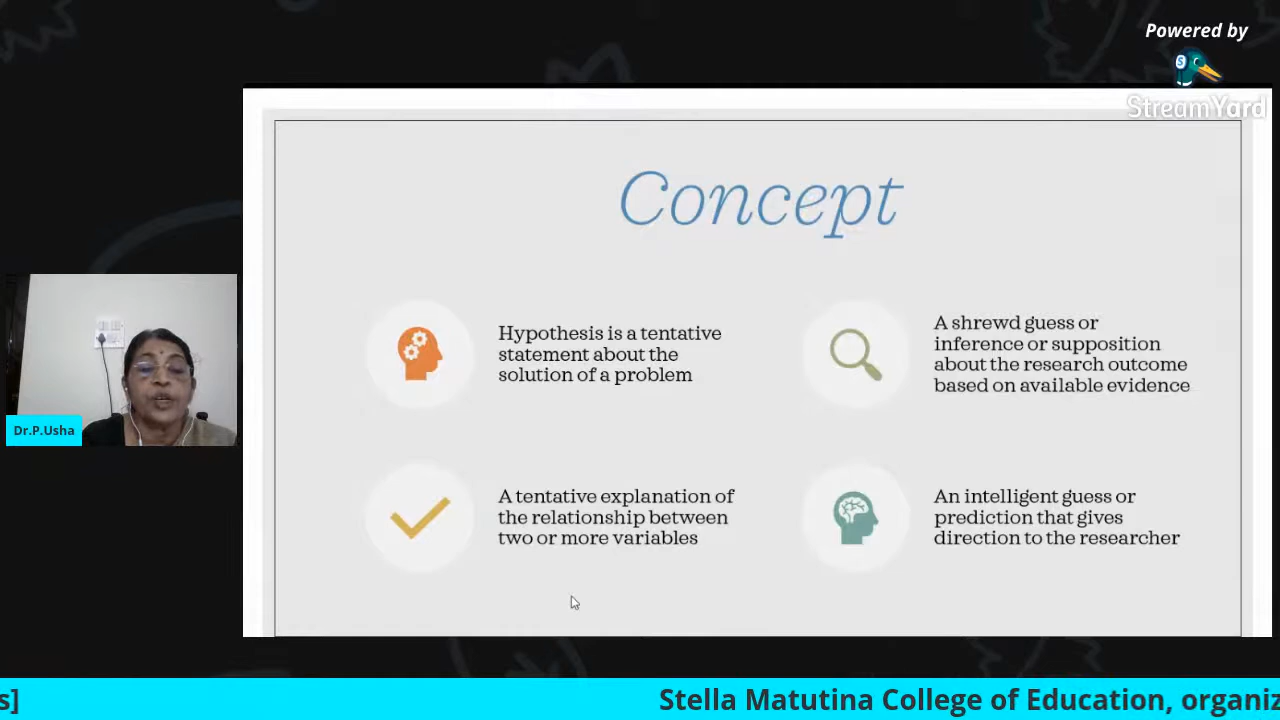 Powered by
StreamYard
Concept
Hypothesis is a tentative
statement about the
solution of a problem
A shrewd guess or
inference or supposition
about the research outcome
based on available evidence
A tentative explanation of
the relationship between
two or more variables
An intelligent guess or
prediction that gives
direction to the researcher
Dr.P.Usha
s] Stella Matutina College of Education, organiz